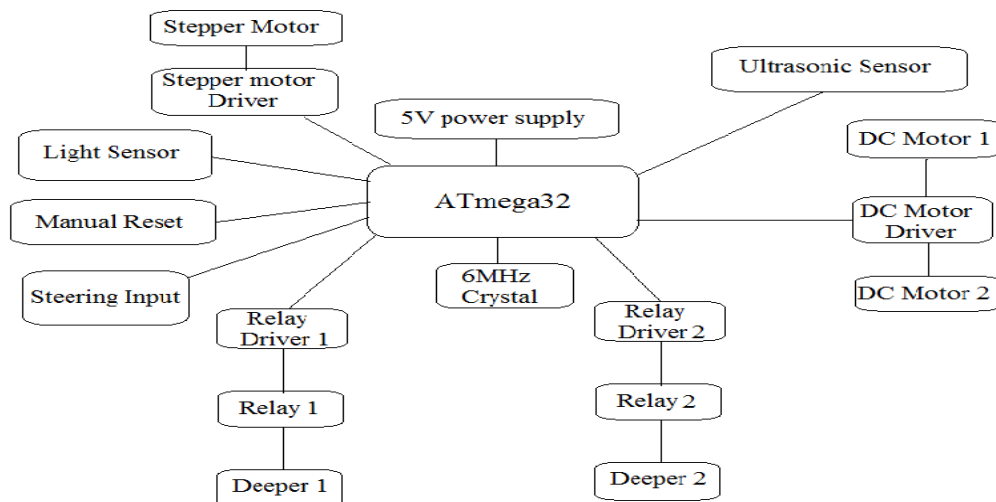 Stepper Motor
Stepper motor
Driver
Ultrasonic Sensor
5V power supply
Light Sensor
DC Motor 1
ATmega32
Manual Reset
DC Motor
Driver
Steering Input
6MHz
Crystal
DC Motor 2
Relay
Driver 1
Relay
Driver 2
Relay 1
Relay 2
Deeper 1
Deeper 2